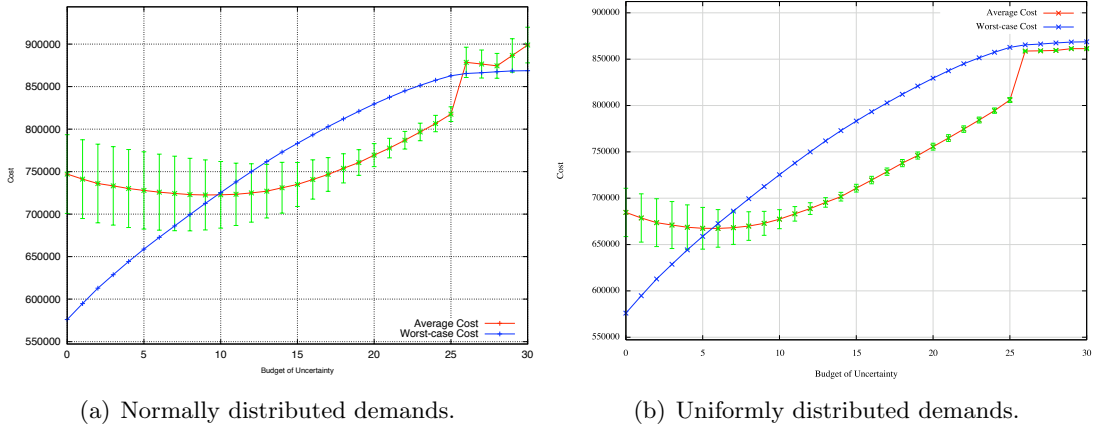 900000
850000
800000
750000
700000
650000
600000
550000
Cost
Average Cost
Worst-case Cost
0 5 10 15 20 25 30
Budget of Uncertainty
(a) Normally distributed demands.
900000
850000
800000
750000
700000
650000
600000
550000
Cost
Average Cost
Worst-case Cost
0 5 10 15 20 25 30
Budget of Uncertainty
(b) Uniformly distributed demands.